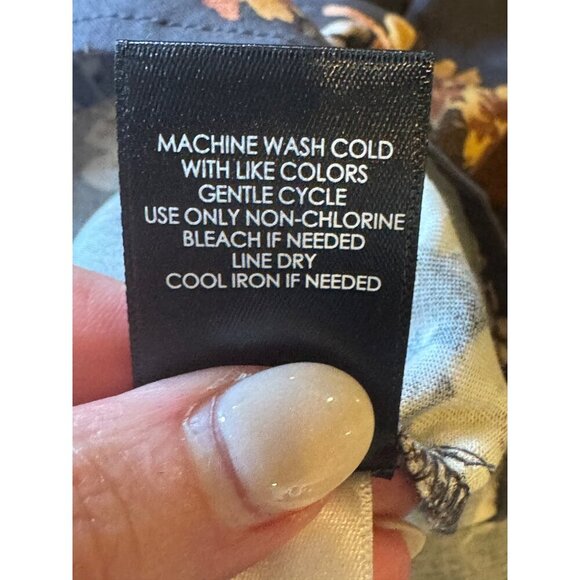 MACHINE WASH COLD
WITH LIKE COLORS
GENTLE CYCLE
USE ONLY NON-CHLORINE
BLEACH IF NEEDED
LINE DRY
COOL IRON IF NEEDED